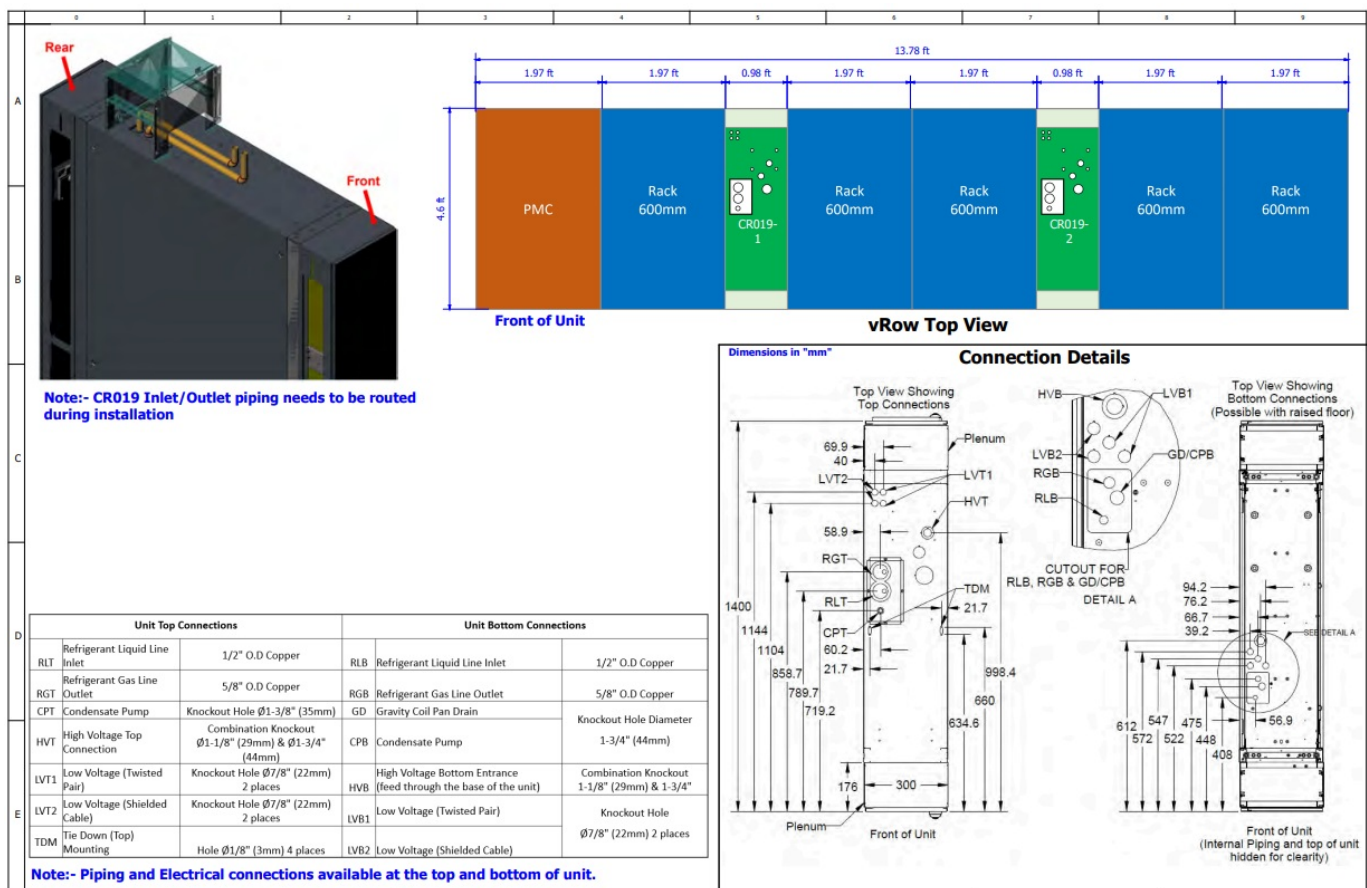 0 1 2 3 4 5 6 7 8 9
A
B
C
D
E
Rear
Front
Note:- CR019 Inlet/Outlet piping needs to be routed
during installation
13.78 ft
1.97 ft 1.97 ft 0.98 ft 1.97 ft 1.97 ft 0.98 ft 1.97 ft 1.97 ft
4.6 ft
PMC
Rack
600mm
CR019-
1
Rack
600mm
Rack
600mm
CR019-
2
Rack
600mm
Rack
600mm
Front of Unit
vRow Top View
Dimensions in "mm"
Connection Details
Top View Showing
Top Connections
Plenum
69.9
40
LVT2
LVT1
HVT
58.9
RGT
RLT
TDM
21.7
CPT
60.2
21.7
1400
1144
1104
858.7
789.7
719.2
998.4
660
634.6
176
300
Plenum
Front of Unit
HVB
LVB1
LVB2
GD/CPB
RGB
RLB
CUTOUT FOR
RLB, RGB & GD/CPB
DETAIL A
Top View Showing
Bottom Connections
(Possible with raised floor)
94.2
76.2
66.7
39.2
SEE DETAIL A
612
572
547
522
475
448
408
56.9
Front of Unit
(Internal Piping and top of unit
hidden for clearity)
Unit Top Connections
Unit Bottom Connections
RLT Refrigerant Liquid Line Inlet 1/2" O.D Copper RLB Refrigerant Liquid Line Inlet 1/2" O.D Copper
RGT Refrigerant Gas Line Outlet 5/8" O.D Copper RGB Refrigerant Gas Line Outlet 5/8" O.D Copper
CPT Condensate Pump Knockout Hole Ø1-3/8" (35mm) GD Gravity Coil Pan Drain Knockout Hole Diameter 1-3/4" (44mm)
HVT High Voltage Top Connection Combination Knockout Ø1-1/8" (29mm) & Ø1-3/4" (44mm) CPB Condensate Pump
LVT1 Low Voltage (Twisted Pair) Knockout Hole Ø7/8" (22mm) 2 places HVB High Voltage Bottom Entrance (feed through the base of the unit) Combination Knockout 1-1/8" (29mm) & 1-3/4"
LVT2 Low Voltage (Shielded Cable) Knockout Hole Ø7/8" (22mm) 2 places LVB1 Low Voltage (Twisted Pair) Knockout Hole Ø7/8" (22mm) 2 places
TDM Tie Down (Top) Mounting Hole Ø1/8" (3mm) 4 places LVB2 Low Voltage (Shielded Cable)
Note:- Piping and Electrical connections available at the top and bottom of unit.